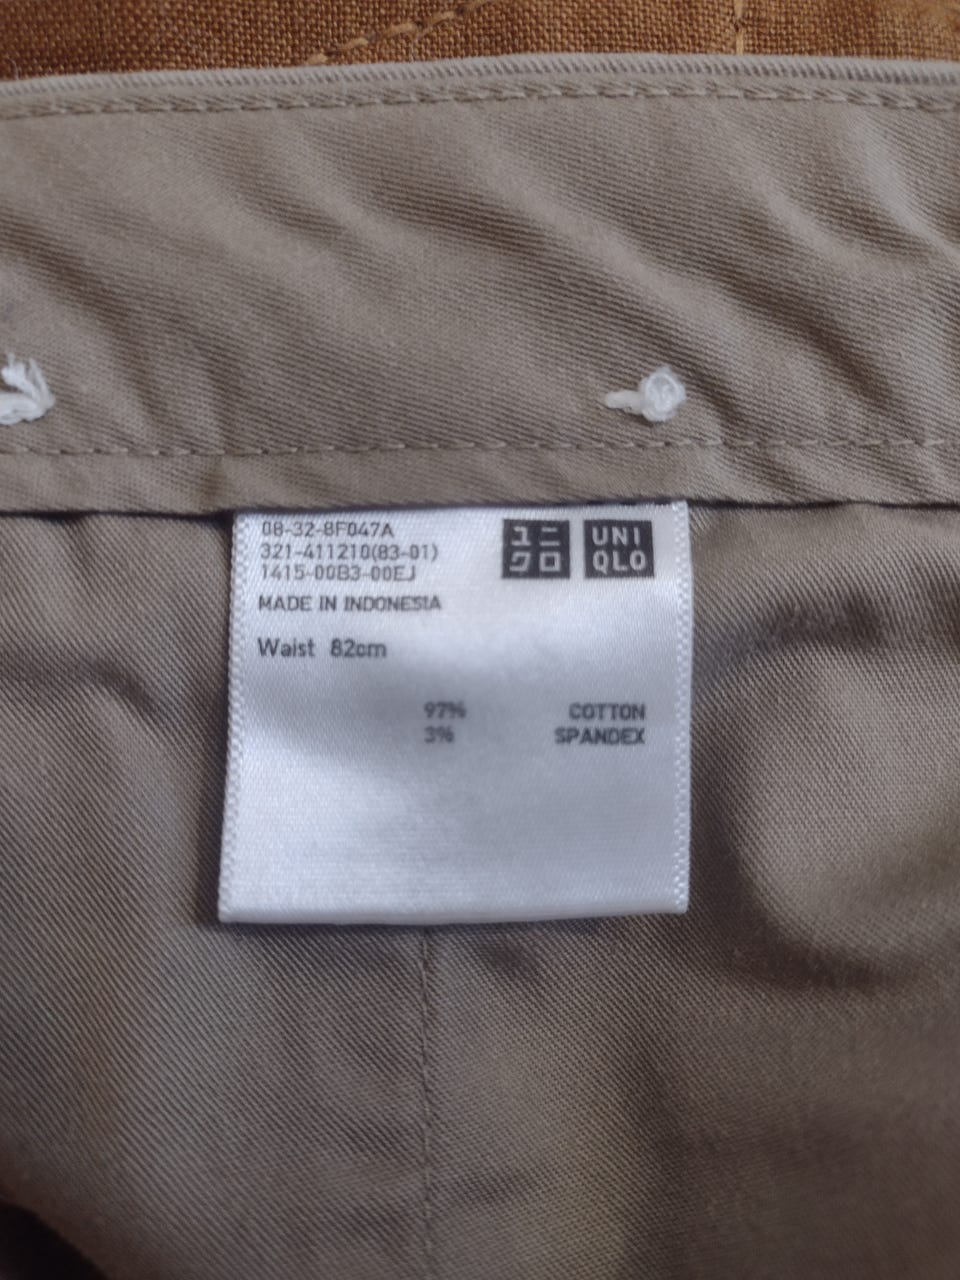 08-32-8F047A
321-411210(83-01)
1415-00B3-00EJ
ユニ
クロ
UNI
QLO
MADE IN INDONESIA
Waist 82cm
97% COTTON
3% SPANDEX